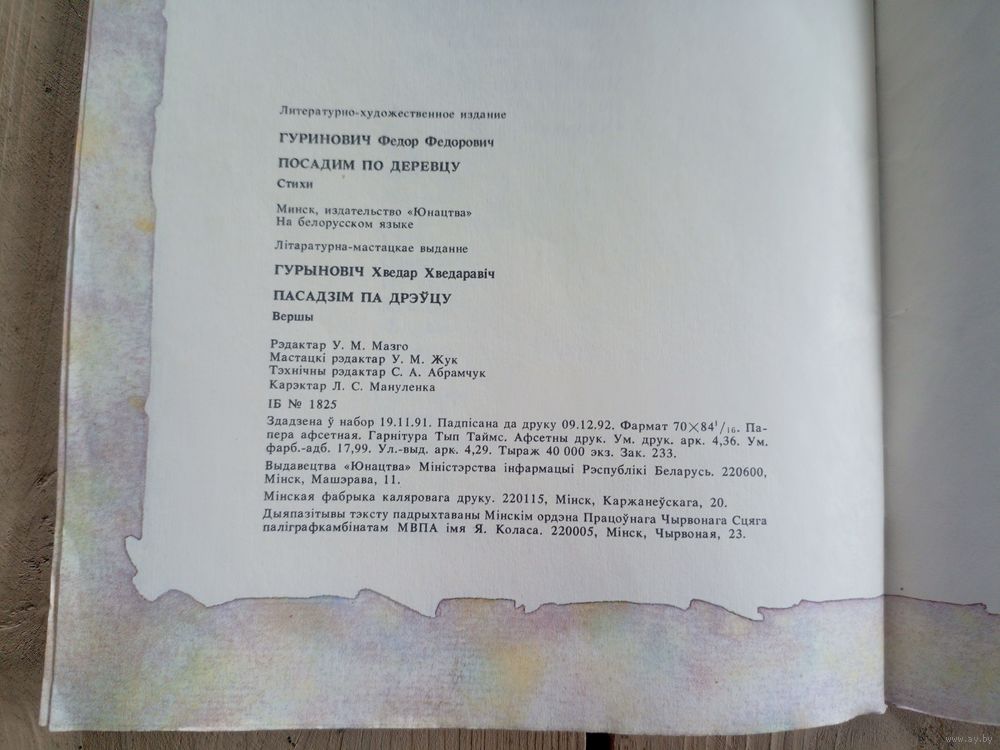 Литературно-художественное издание
ГУРИНОВИЧ Федор Федорович
ПОСАДИМ ПО ДЕРЕВЦУ
Стихи
Минск, издательство «Юнацтва»
На белорусском языке
Літаратурна-мастацкае выданне
ГУРЫНОВІЧ Хведар Хведаравіч
ПАСАДЗІМ ПА ДРЭЎЦУ
Вершы
Рэдактар У. М. Мазго
Мастацкі рэдактар У. М. Жук
Тэхнічны рэдактар С. А. Абрамчук
Карэктар Л. С. Мануленка
ІБ № 1825
Здадзена ў набор 19.11.91. Падпісана да друку 09.12.92. Фармат 70×84¹/₁₆. Па-
пера афсетная. Гарнітура Тып Таймс. Афсетны друк. Ум. друк. арк. 4,36. Ум.
фарб.-адб. 17,99. Ул.-выд. арк. 4,29. Тыраж 40 000 экз. Зак. 233.
Выдавецтва «Юнацтва» Міністэрства інфармацыі Рэспублікі Беларусь. 220600,
Мінск, Машэрава, 11.
Мінская фабрыка каляровага друку. 220115, Мінск, Каржанеўскага, 20.
Дыяпазітывы тэксту падрыхтаваны Мінскім ордэна Працоўнага Чырвонага Сцяга
паліграфкамбінатам МВПА імя Я. Коласа. 220005, Мінск, Чырвоная, 23.
www.ay.by